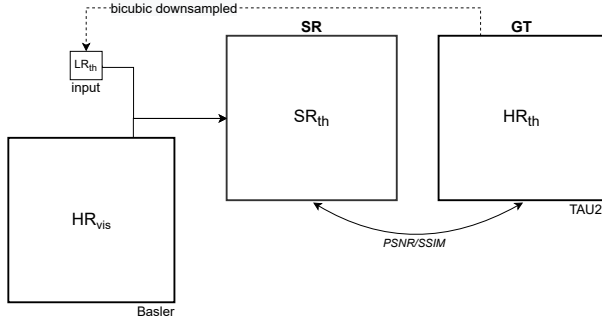 bicubic downsampled
SR
GT
LRth
input
SRth
HRth
HRvis
TAU2
PSNR/SSIM
Basler